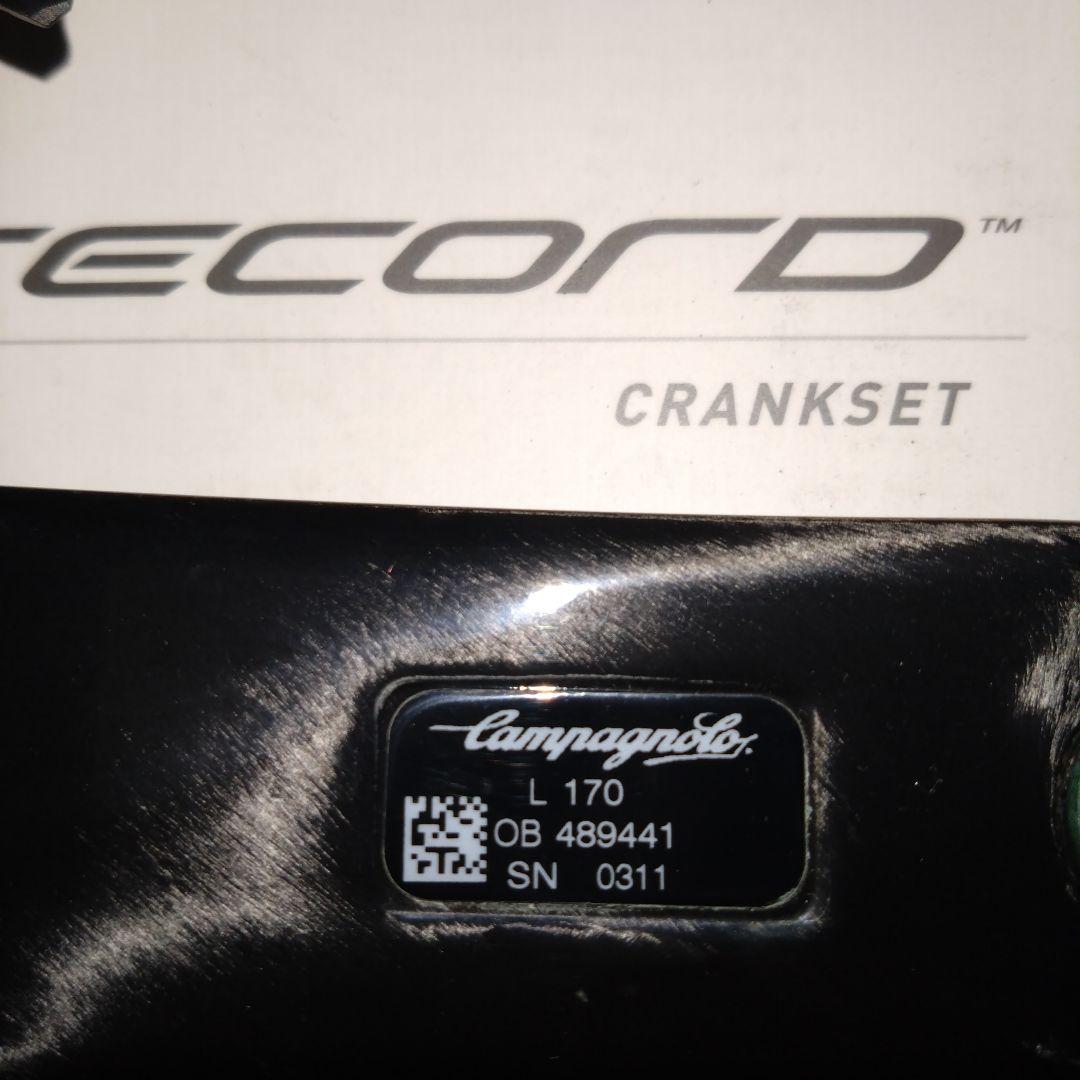 recorD™
CRANKSET
Campagnolo
L 170
OB 489441
SN 0311